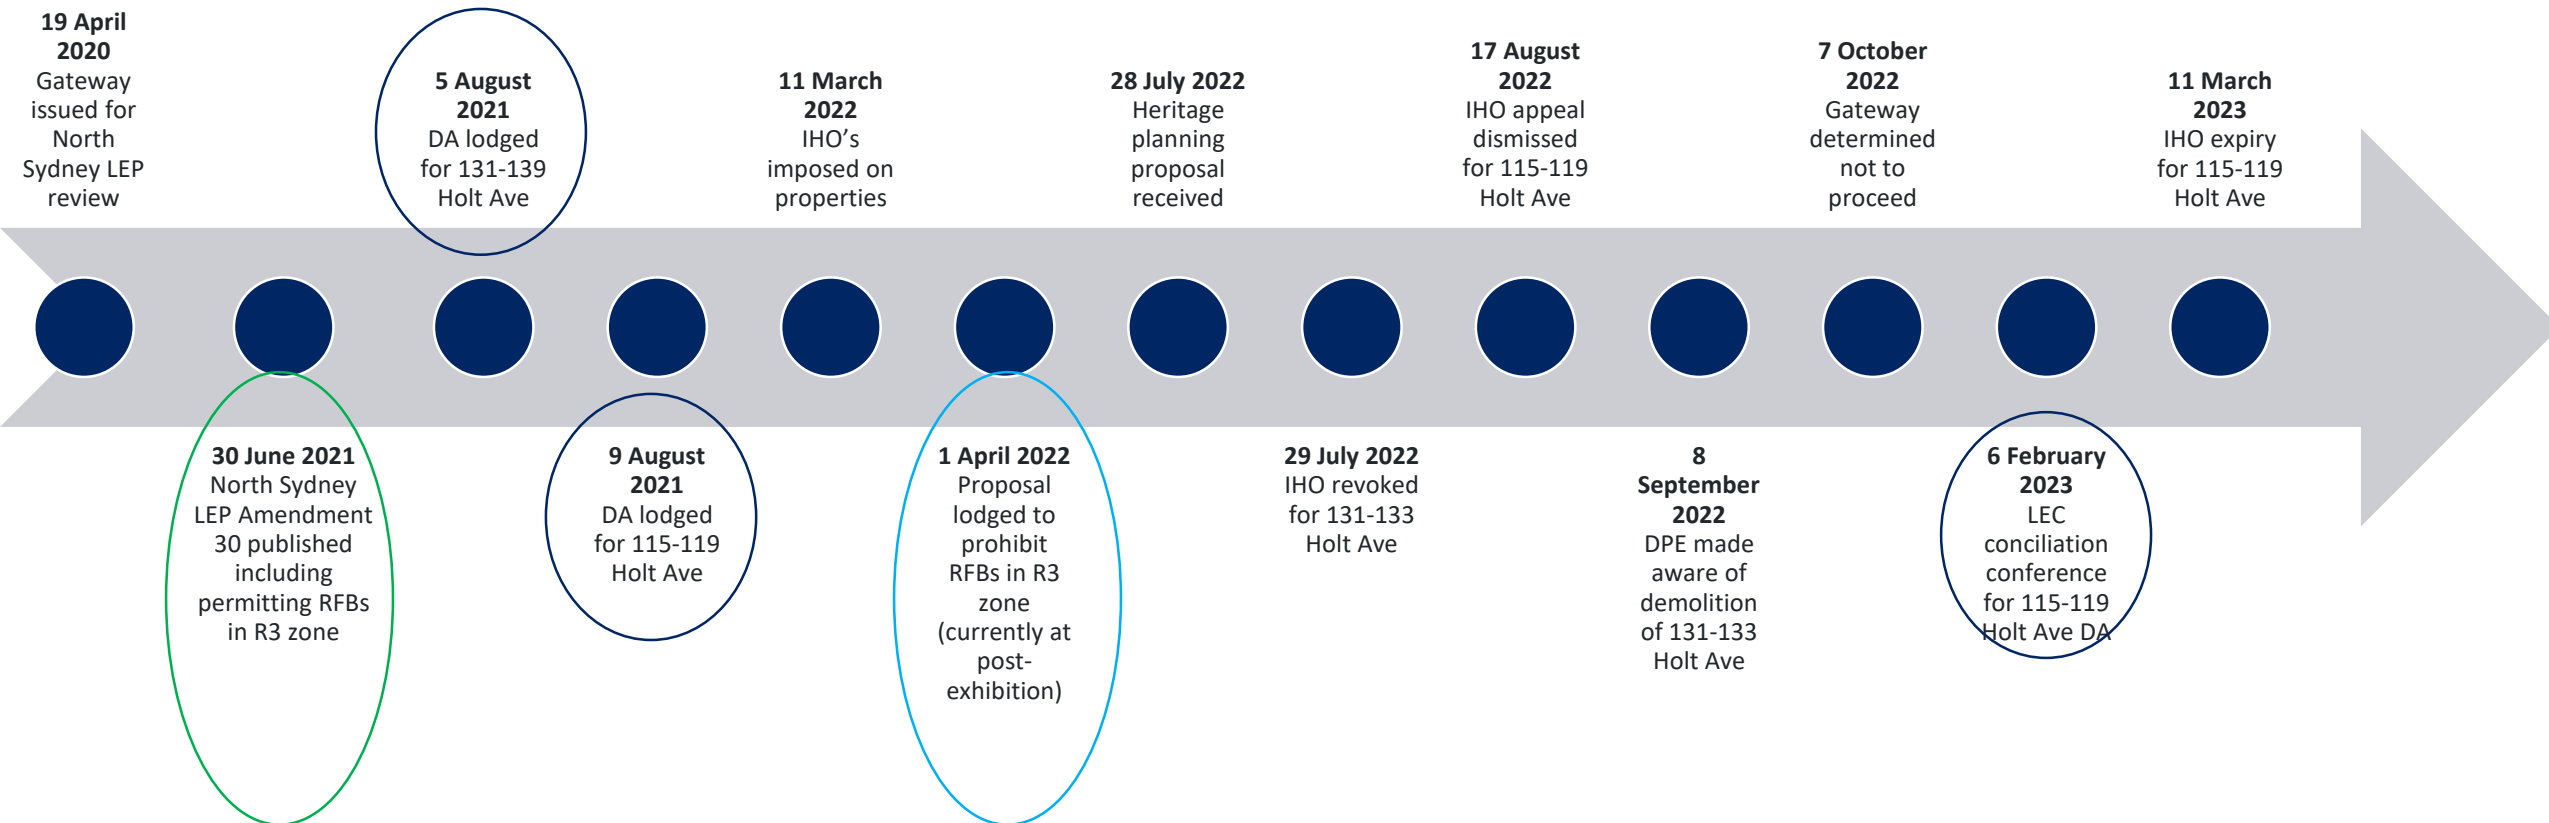 19 April
2020
Gateway
issued for
North
Sydney LEP
review
30 June 2021
North Sydney
LEP Amendment
30 published
including
permitting RFBs
in R3 zone
5 August
2021
DA lodged
for 131-139
Holt Ave
9 August
2021
DA lodged
for 115-119
Holt Ave
11 March
2022
IHO's
imposed on
properties
1 April 2022
Proposal
lodged to
prohibit
RFBs in R3
zone
(currently at
post-
exhibition)
28 July 2022
Heritage
planning
proposal
received
29 July 2022
IHO revoked
for 131-133
Holt Ave
17 August
2022
IHO appeal
dismissed
for 115-119
Holt Ave
8
September
2022
DPE made
aware of
demolition
of 131-133
Holt Ave
7 October
2022
Gateway
determined
not to
proceed
6 February
2023
LEC
conciliation
conference
for 115-119
Holt Ave DA
11 March
2023
IHO expiry
for 115-119
Holt Ave